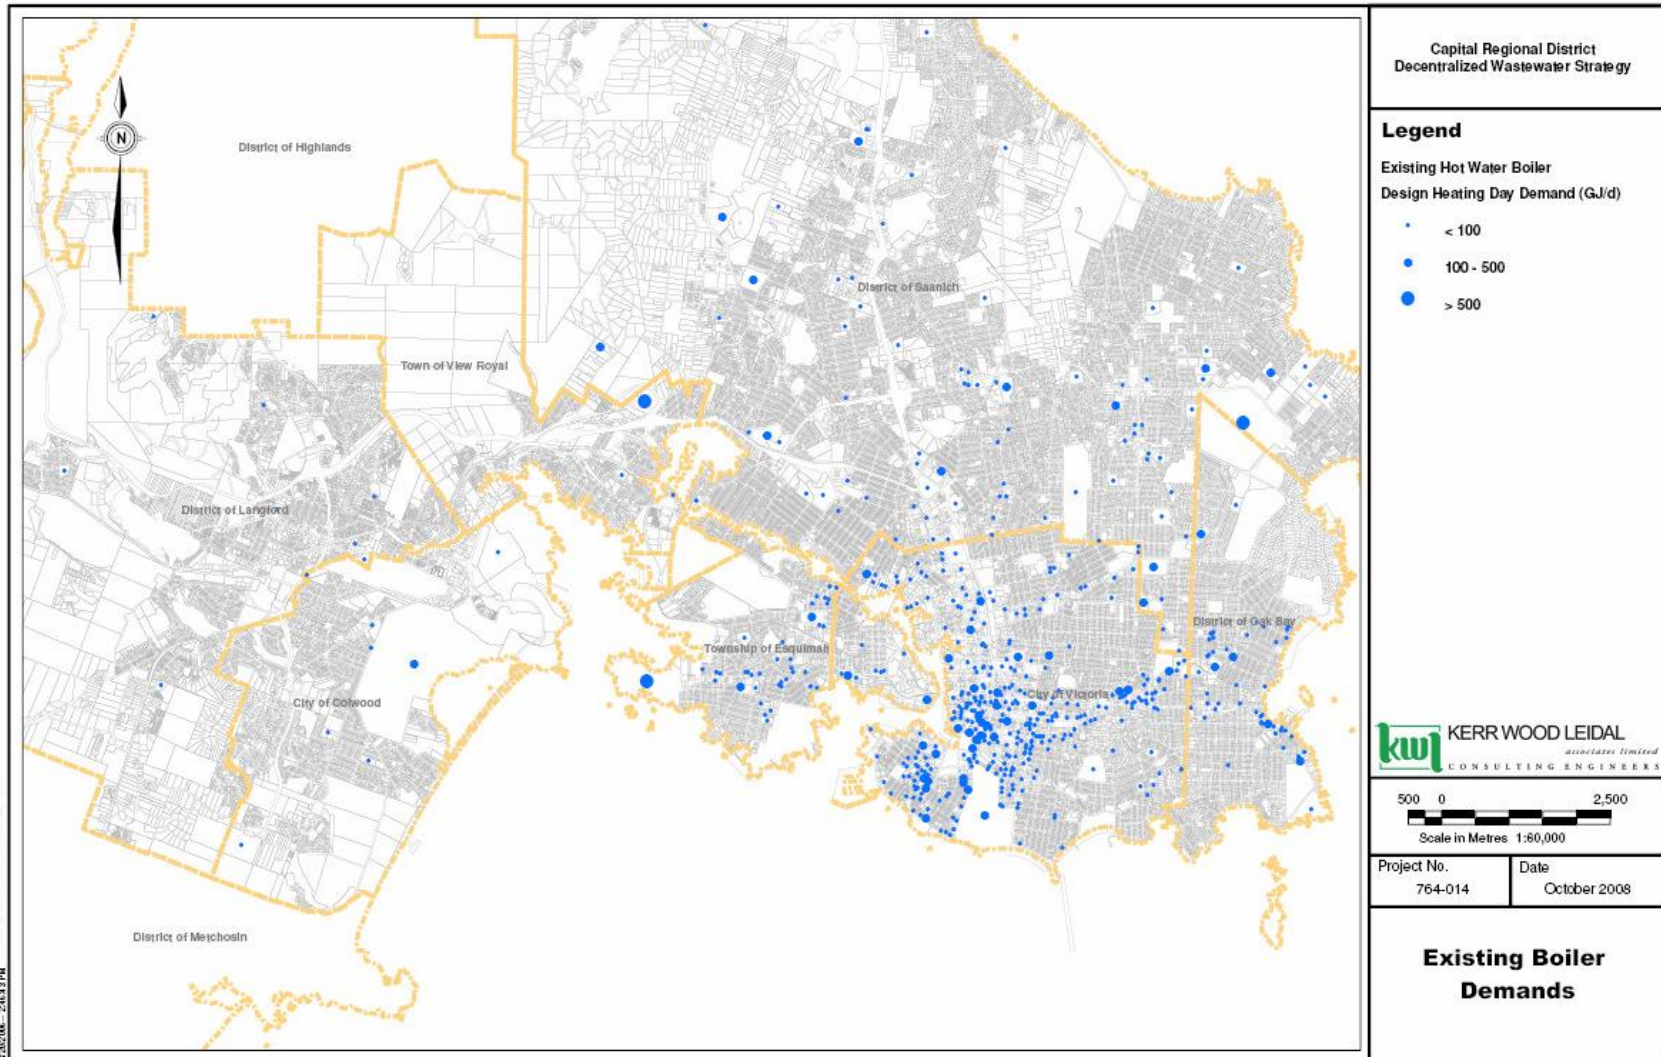 Capital Regional District
Decentralized Wastewater Strategy
Legend
Existing Hot Water Boiler
Design Heating Day Demand (GJ/d)
< 100
100 - 500
> 500
N
District of Highlands
District of Saanich
Town of View Royal
District of Langford
District of Oak Bay
Township of Esquimalt
City of Victoria
City of Colwood
District of Metchosin
kwl
KERR WOOD LEIDAL
associates limited
CONSULTING ENGINEERS
500 0 2,500
Scale in Metres 1:60,000
Project No.
764-014
Date
October 2008
Existing Boiler
Demands